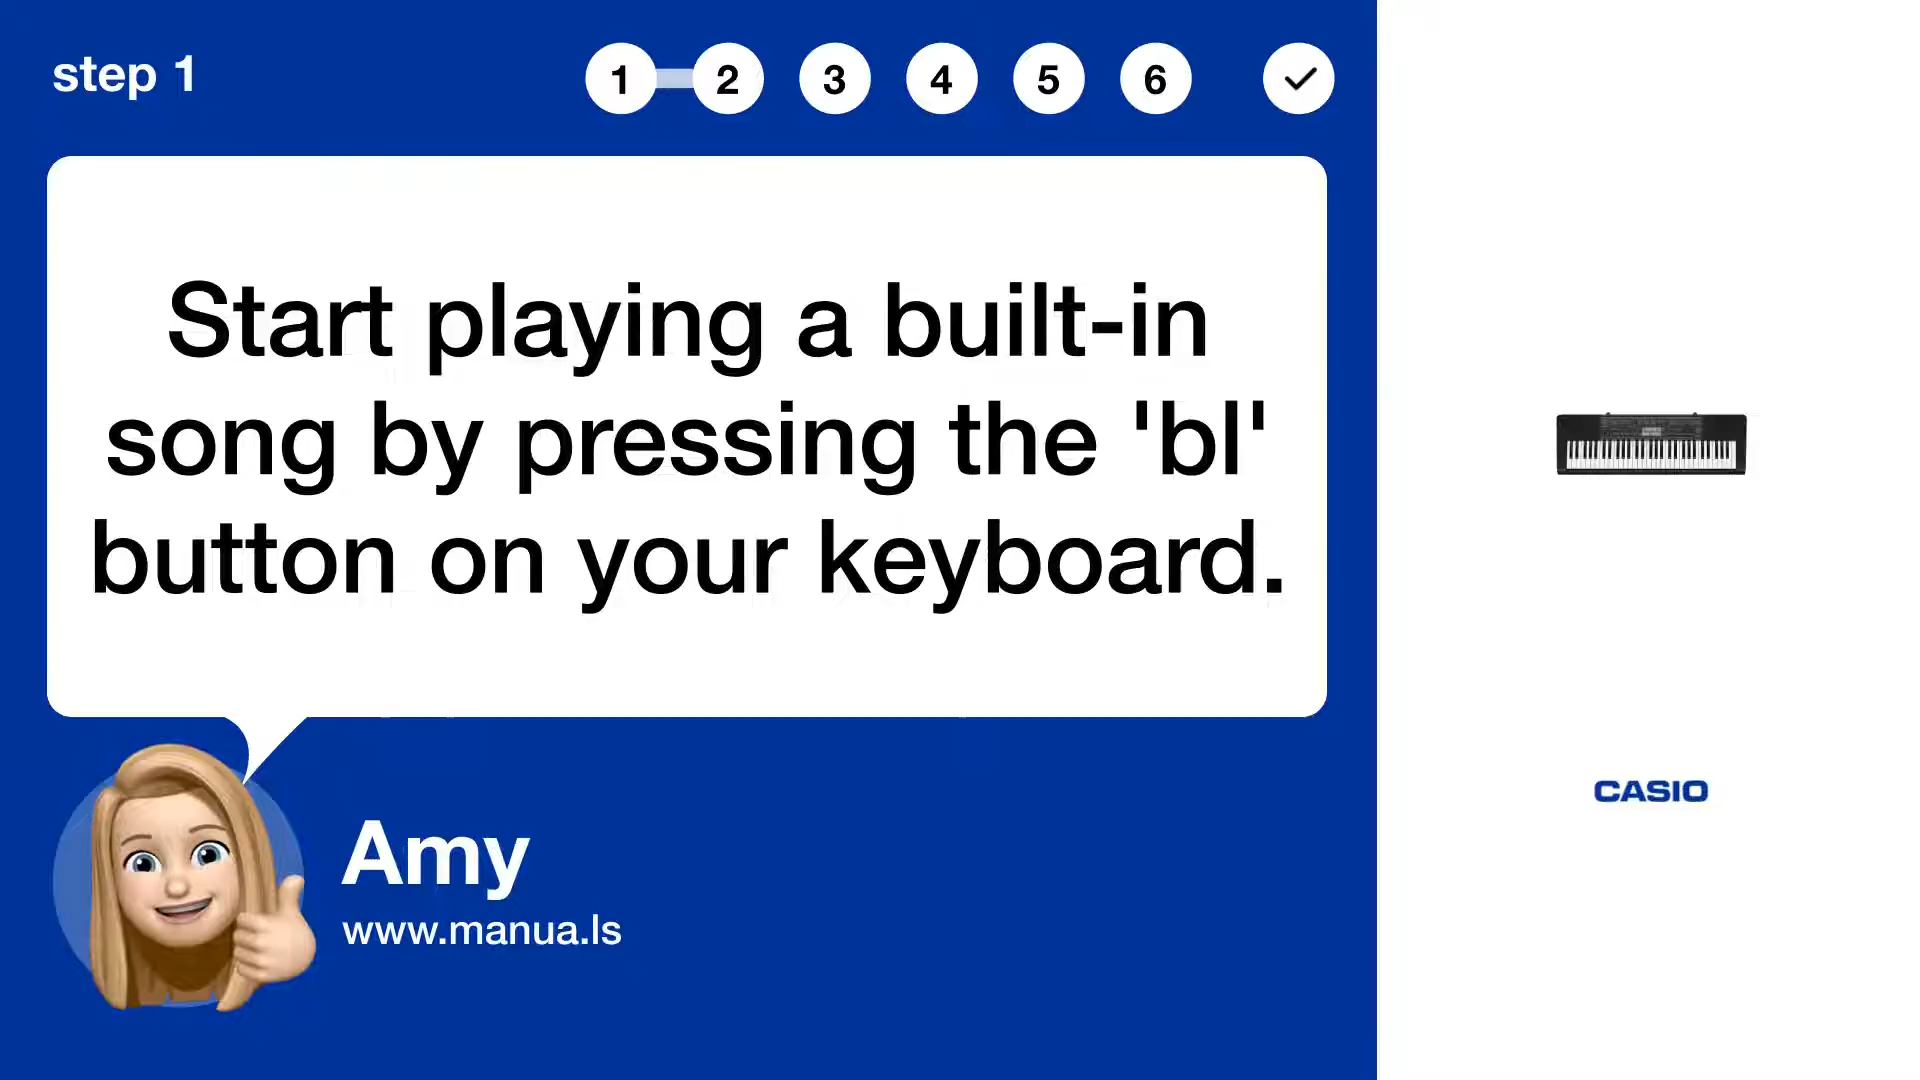 step 1
1 2 3 4 5 6
Start playing a built-in
song by pressing the 'bl'
button on your keyboard.
Amy
www.manua.ls
CASIO